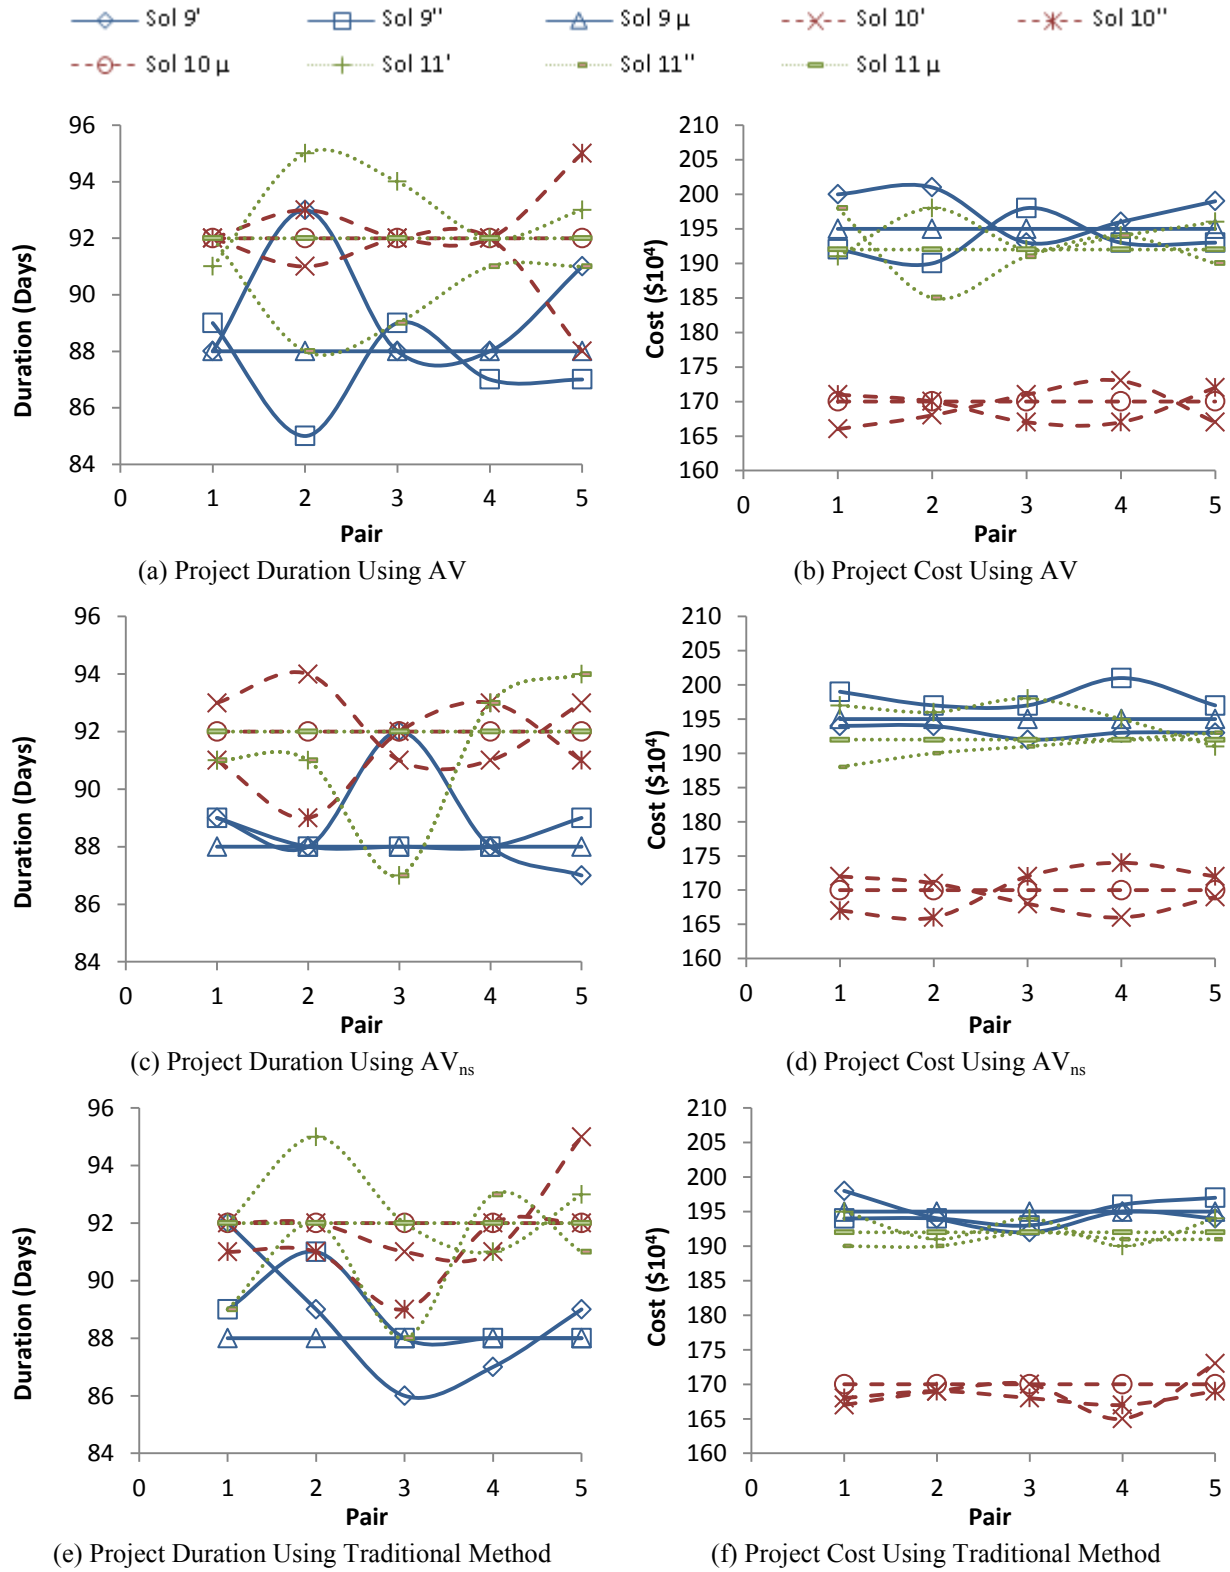 Sol 9' Sol 9'' Sol 9 μ Sol 10' Sol 10''
Sol 10 μ Sol 11' Sol 11'' Sol 11 μ
96
94
92
90
88
86
84
0 1 2 3 4 5
Duration (Days)
Pair
(a) Project Duration Using AV
210
205
200
195
190
185
180
175
170
165
160
0 1 2 3 4 5
Cost ($10⁴)
Pair
(b) Project Cost Using AV
96
94
92
90
88
86
84
0 1 2 3 4 5
Duration (Days)
Pair
(c) Project Duration Using AVns
210
205
200
195
190
185
180
175
170
165
160
0 1 2 3 4 5
Cost ($10⁴)
Pair
(d) Project Cost Using AVns
96
94
92
90
88
86
84
0 1 2 3 4 5
Duration (Days)
Pair
(e) Project Duration Using Traditional Method
210
205
200
195
190
185
180
175
170
165
160
0 1 2 3 4 5
Cost ($10⁴)
Pair
(f) Project Cost Using Traditional Method